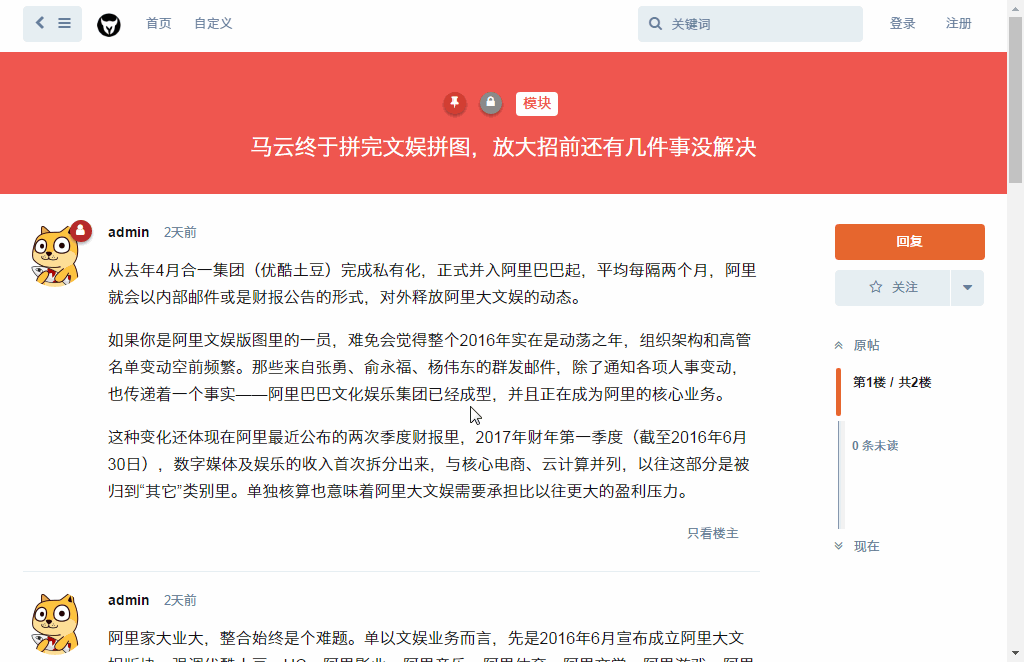 首页 自定义 关键词 登录 注册
模块
马云终于拼完文娱拼图，放大招前还有几件事没解决
admin 2天前
从去年4月合一集团（优酷土豆）完成私有化，正式并入阿里巴巴起，平均每隔两个月，阿里
就会以内部邮件或是财报公告的形式，对外释放阿里大文娱的动态。
如果你是阿里文娱版图里的一员，难免会觉得整个2016年实在是动荡之年，组织架构和高管
名单变动空前频繁。那些来自张勇、俞永福、杨伟东的群发邮件，除了通知各项人事变动，
也传递着一个事实——阿里巴巴文化娱乐集团已经成型，并且正在成为阿里的核心业务。
这种变化还体现在阿里最近公布的两次季度财报里，2017年财年第一季度（截至2016年6月
30日），数字媒体及娱乐的收入首次拆分出来，与核心电商、云计算并列，以往这部分是被
归到“其它”类别里。单独核算也意味着阿里大文娱需要承担比以往更大的盈利压力。
只看楼主
回复
关注
原帖
第1楼 / 共2楼
0 条未读
现在
admin 2天前
阿里家大业大，整合始终是个难题。单以文娱业务而言，先是2016年6月宣布成立阿里大文